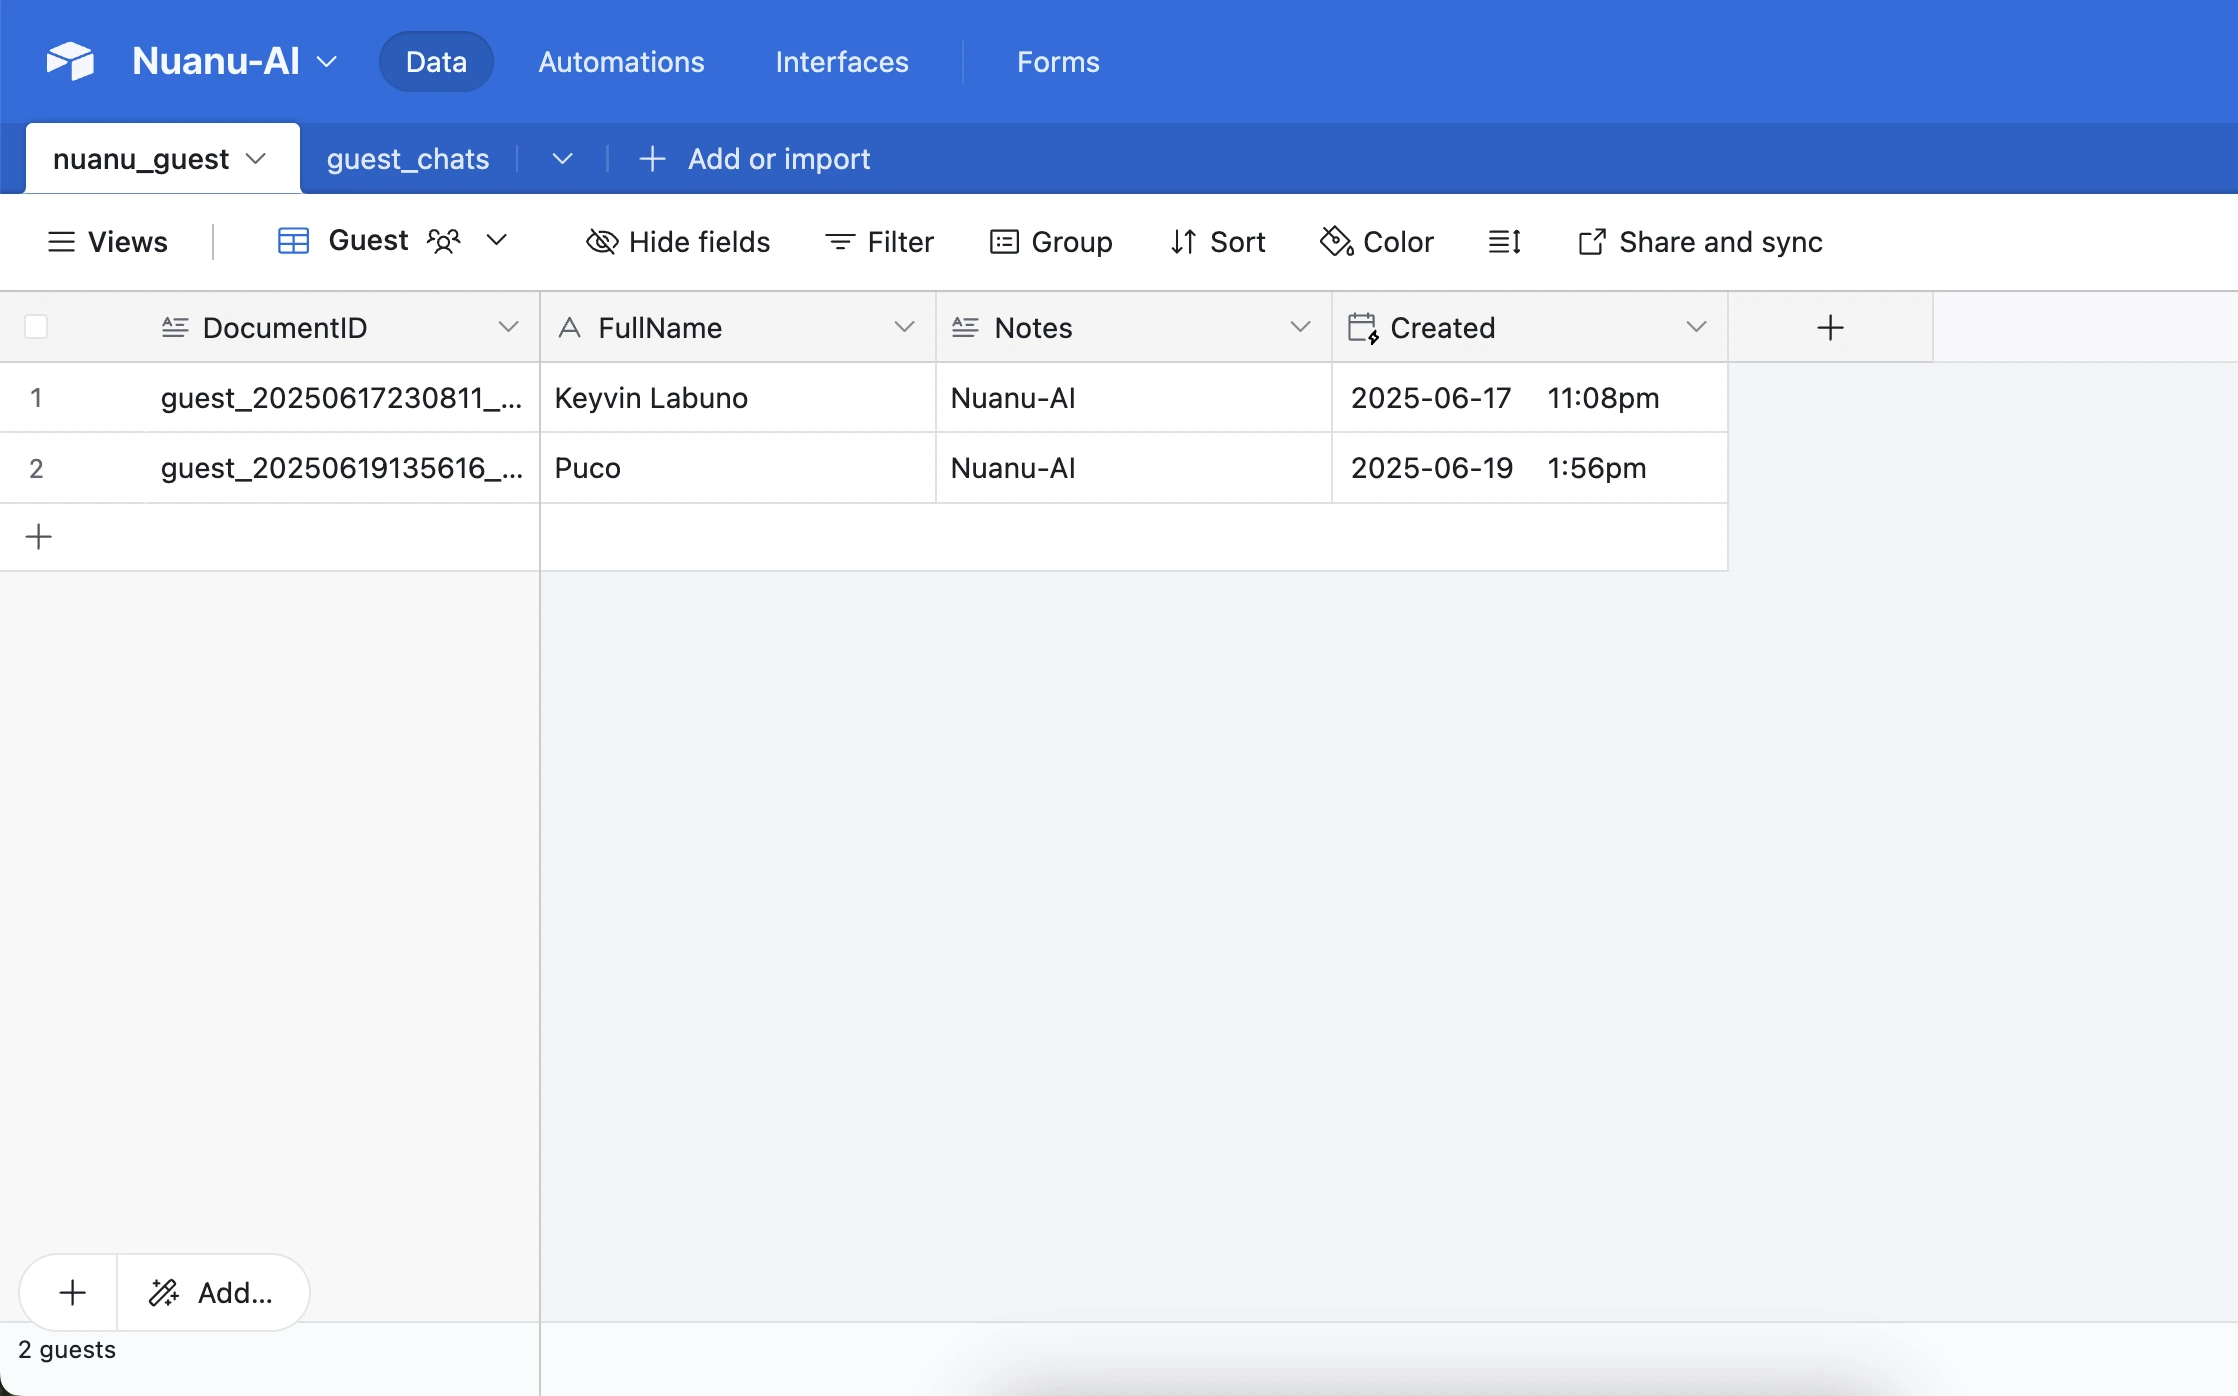 Nuanu-AI Data Automations Interfaces Forms
nuanu_guest guest_chats Add or import
Views Guest Hide fields Filter Group Sort Color Share and sync
DocumentID FullName Notes Created
1 guest_20250617230811_... Keyvin Labuno Nuanu-AI 2025-06-17 11:08pm
2 guest_20250619135616_... Puco Nuanu-AI 2025-06-19 1:56pm
Add...
2 guests